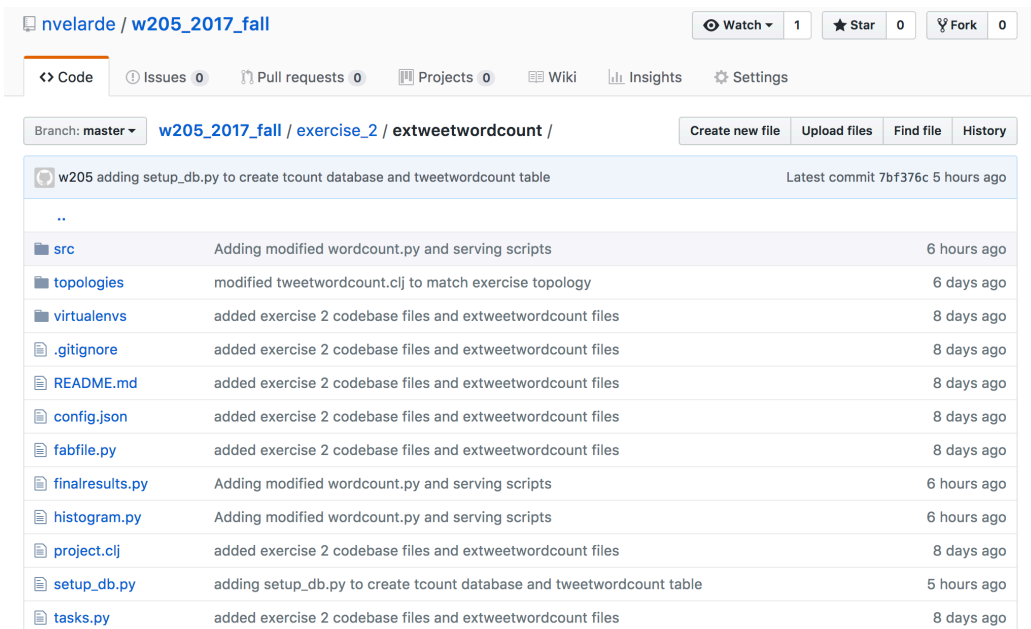 nvelarde / w205_2017_fall Watch 1 Star 0 Fork 0
Code Issues 0 Pull requests 0 Projects 0 Wiki Insights Settings
Branch: master w205_2017_fall / exercise_2 / extweetwordcount / Create new file Upload files Find file History
w205 adding setup_db.py to create tcount database and tweetwordcount table Latest commit 7bf376c 5 hours ago
..
src Adding modified wordcount.py and serving scripts 6 hours ago
topologies modified tweetwordcount.clj to match exercise topology 6 days ago
virtualenvs added exercise 2 codebase files and extweetwordcount files 8 days ago
.gitignore added exercise 2 codebase files and extweetwordcount files 8 days ago
README.md added exercise 2 codebase files and extweetwordcount files 8 days ago
config.json added exercise 2 codebase files and extweetwordcount files 8 days ago
fabfile.py added exercise 2 codebase files and extweetwordcount files 8 days ago
finalresults.py Adding modified wordcount.py and serving scripts 6 hours ago
histogram.py Adding modified wordcount.py and serving scripts 6 hours ago
project.clj added exercise 2 codebase files and extweetwordcount files 8 days ago
setup_db.py adding setup_db.py to create tcount database and tweetwordcount table 5 hours ago
tasks.py added exercise 2 codebase files and extweetwordcount files 8 days ago